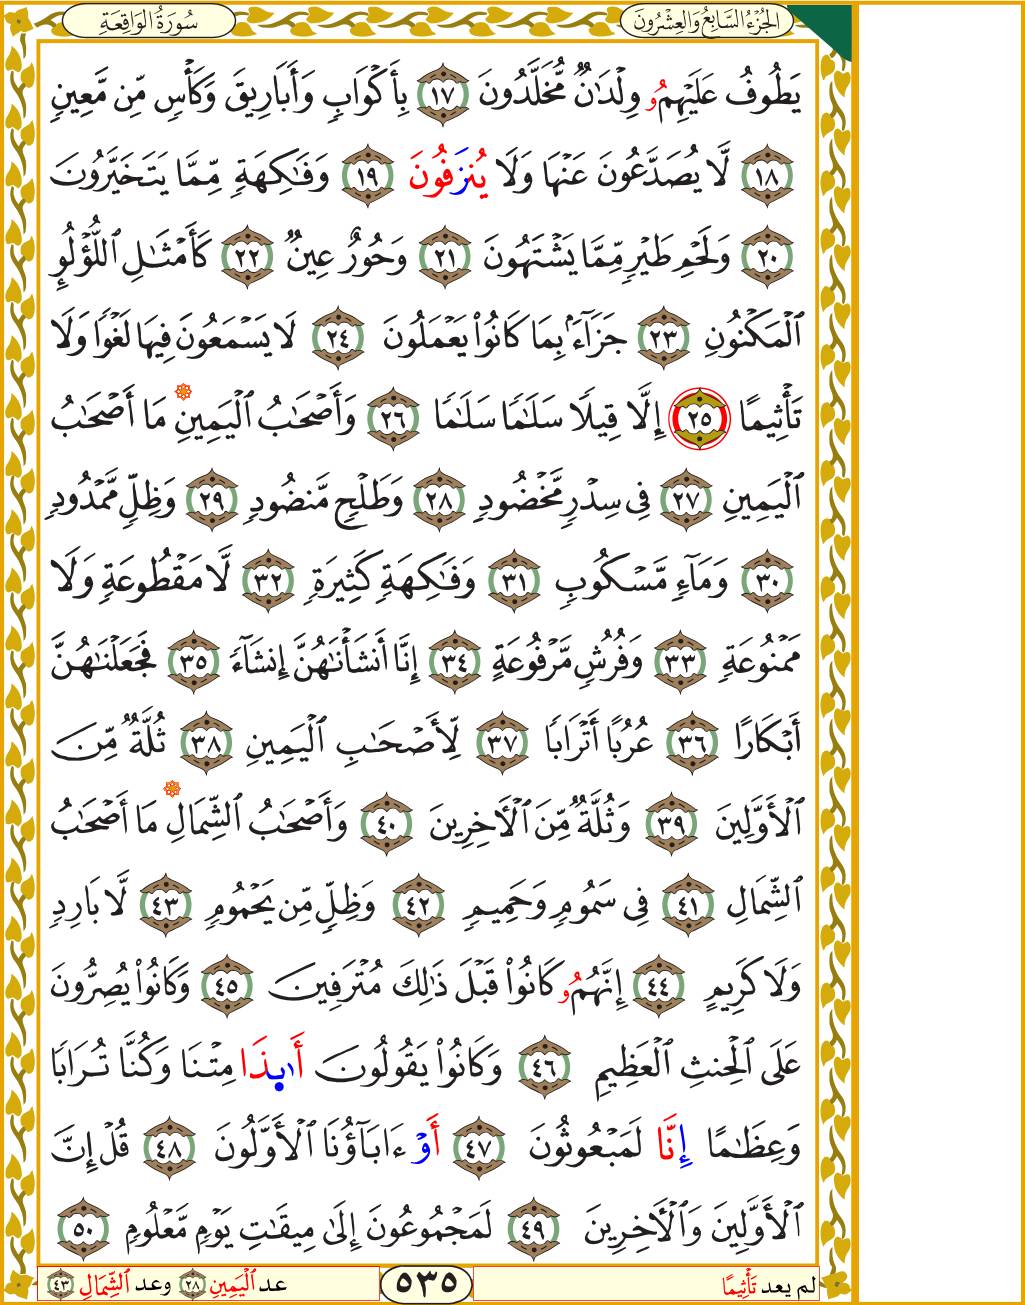 الجُزْءُ السَّابِعُ وَالعِشْرُونَ
سُورَةُ الوَاقِعَةِ
يَطُوفُ عَلَيْهِمُۥ وِلْدَٰنٌ مُّخَلَّدُونَ ١٧ بِأَكْوَابٍ وَأَبَارِيقَ وَكَأْسٍ مِّن مَّعِينٍ
١٨ لَّا يُصَدَّعُونَ عَنْهَا وَلَا يُنزَفُونَ ١٩ وَفَٰكِهَةٍ مِّمَّا يَتَخَيَّرُونَ
٢٠ وَلَحْمِ طَيْرٍ مِّمَّا يَشْتَهُونَ ٢١ وَحُورٌ عِينٌ ٢٢ كَأَمْثَٰلِ ٱللُّؤْلُوِٕ
ٱلْمَكْنُونِ ٢٣ جَزَآءًۢ بِمَا كَانُوا۟ يَعْمَلُونَ ٢٤ لَا يَسْمَعُونَ فِيهَا لَغْوًا وَلَا
تَأْثِيمًا ٢٥ إِلَّا قِيلًا سَلَٰمًا سَلَٰمًا ٢٦ وَأَصْحَٰبُ ٱلْيَمِينِ مَا أَصْحَٰبُ
ٱلْيَمِينِ ٢٧ فِى سِدْرٍ مَّخْضُودٍ ٢٨ وَطَلْحٍ مَّنضُودٍ ٢٩ وَظِلٍّ مَّمْدُودٍ
٣٠ وَمَآءٍ مَّسْكُوبٍ ٣١ وَفَٰكِهَةٍ كَثِيرَةٍ ٣٢ لَّا مَقْطُوعَةٍ وَلَا
مَمْنُوعَةٍ ٣٣ وَفُرُشٍ مَّرْفُوعَةٍ ٣٤ إِنَّا أَنشَأْنَٰهُنَّ إِنشَآءً ٣٥ فَجَعَلْنَٰهُنَّ
أَبْكَارًا ٣٦ عُرُبًا أَتْرَابًا ٣٧ لِّأَصْحَٰبِ ٱلْيَمِينِ ٣٨ ثُلَّةٌ مِّنَ
ٱلْأَوَّلِينَ ٣٩ وَثُلَّةٌ مِّنَ ٱلْأَخِرِينَ ٤٠ وَأَصْحَٰبُ ٱلشِّمَالِ مَا أَصْحَٰبُ
ٱلشِّمَالِ ٤١ فِى سَمُومٍ وَحَمِيمٍ ٤٢ وَظِلٍّ مِّن يَحْمُومٍ ٤٣ لَّا بَارِدٍ
وَلَا كَرِيمٍ ٤٤ إِنَّهُمُۥ كَانُوا۟ قَبْلَ ذَٰلِكَ مُتْرَفِينَ ٤٥ وَكَانُوا۟ يُصِرُّونَ
عَلَى ٱلْحِنثِ ٱلْعَظِيمِ ٤٦ وَكَانُوا۟ يَقُولُونَ أَاٜىِٕذَا مِتْنَا وَكُنَّا تُرَابًا
وَعِظَٰمًا إِنَّا لَمَبْعُوثُونَ ٤٧ أَوْ ءَابَآؤُنَا ٱلْأَوَّلُونَ ٤٨ قُلْ إِنَّ
ٱلْأَوَّلِينَ وَٱلْأَخِرِينَ ٤٩ لَمَجْمُوعُونَ إِلَىٰ مِيقَٰتِ يَوْمٍ مَّعْلُومٍ ٥٠
لم يعد تَأْثِيمًا
٥٣٥
عد ٱلْيَمِينِ ٢٨ وعد ٱلشِّمَالِ ٤٣